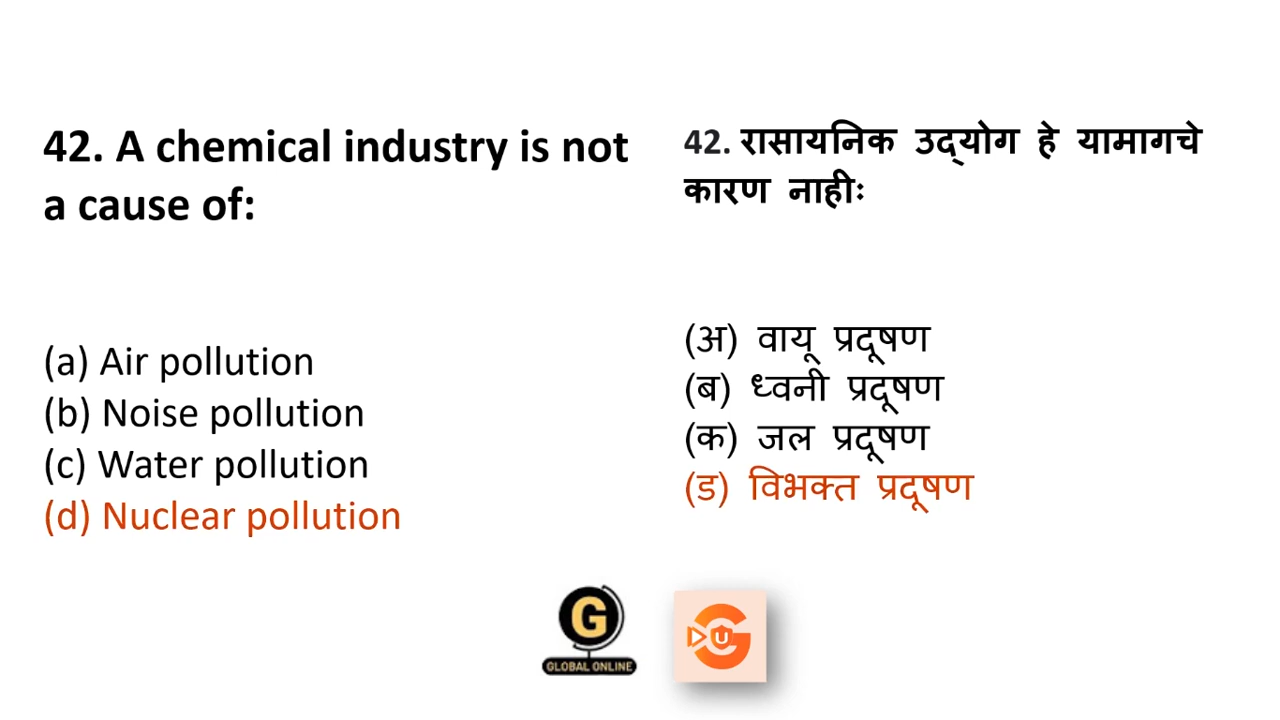 42. A chemical industry is not
a cause of:
(a) Air pollution
(b) Noise pollution
(c) Water pollution
(d) Nuclear pollution
42. रासायनिक उद्योग हे यामागचे
कारण नाहीः
(अ) वायू प्रदूषण
(ब) ध्वनी प्रदूषण
(क) जल प्रदूषण
(ड) विभक्त प्रदूषण
G
GLOBAL ONLINE
G U